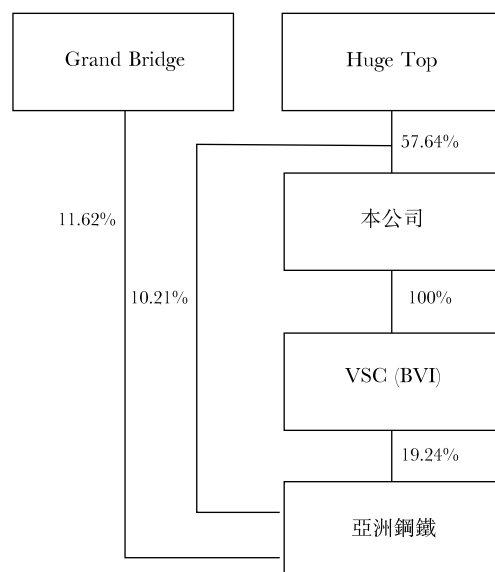 Grand Bridge
Huge Top
57.64%
11.62%
本公司
10.21%
100%
VSC (BVI)
19.24%
亞洲鋼鐵